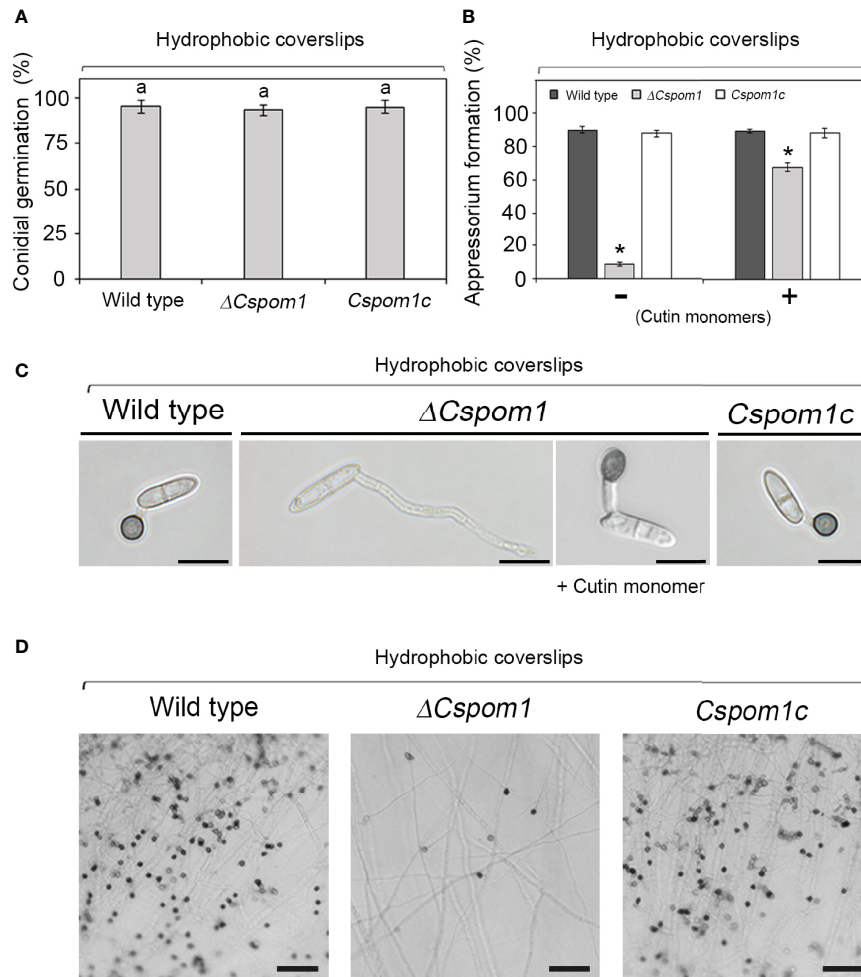 A
Hydrophobic coverslips
Conidial germination (%)
100
75
50
25
0
a
a
a
Wild type
ΔCspom1
Cspom1c
B
Hydrophobic coverslips
Appressorium formation (%)
Wild type
ΔCspom1
Cspom1c
100
80
60
40
20
0
*
*
-
+
(Cutin monomers)
C
Hydrophobic coverslips
Wild type
ΔCspom1
Cspom1c
+ Cutin monomer
D
Hydrophobic coverslips
Wild type
ΔCspom1
Cspom1c